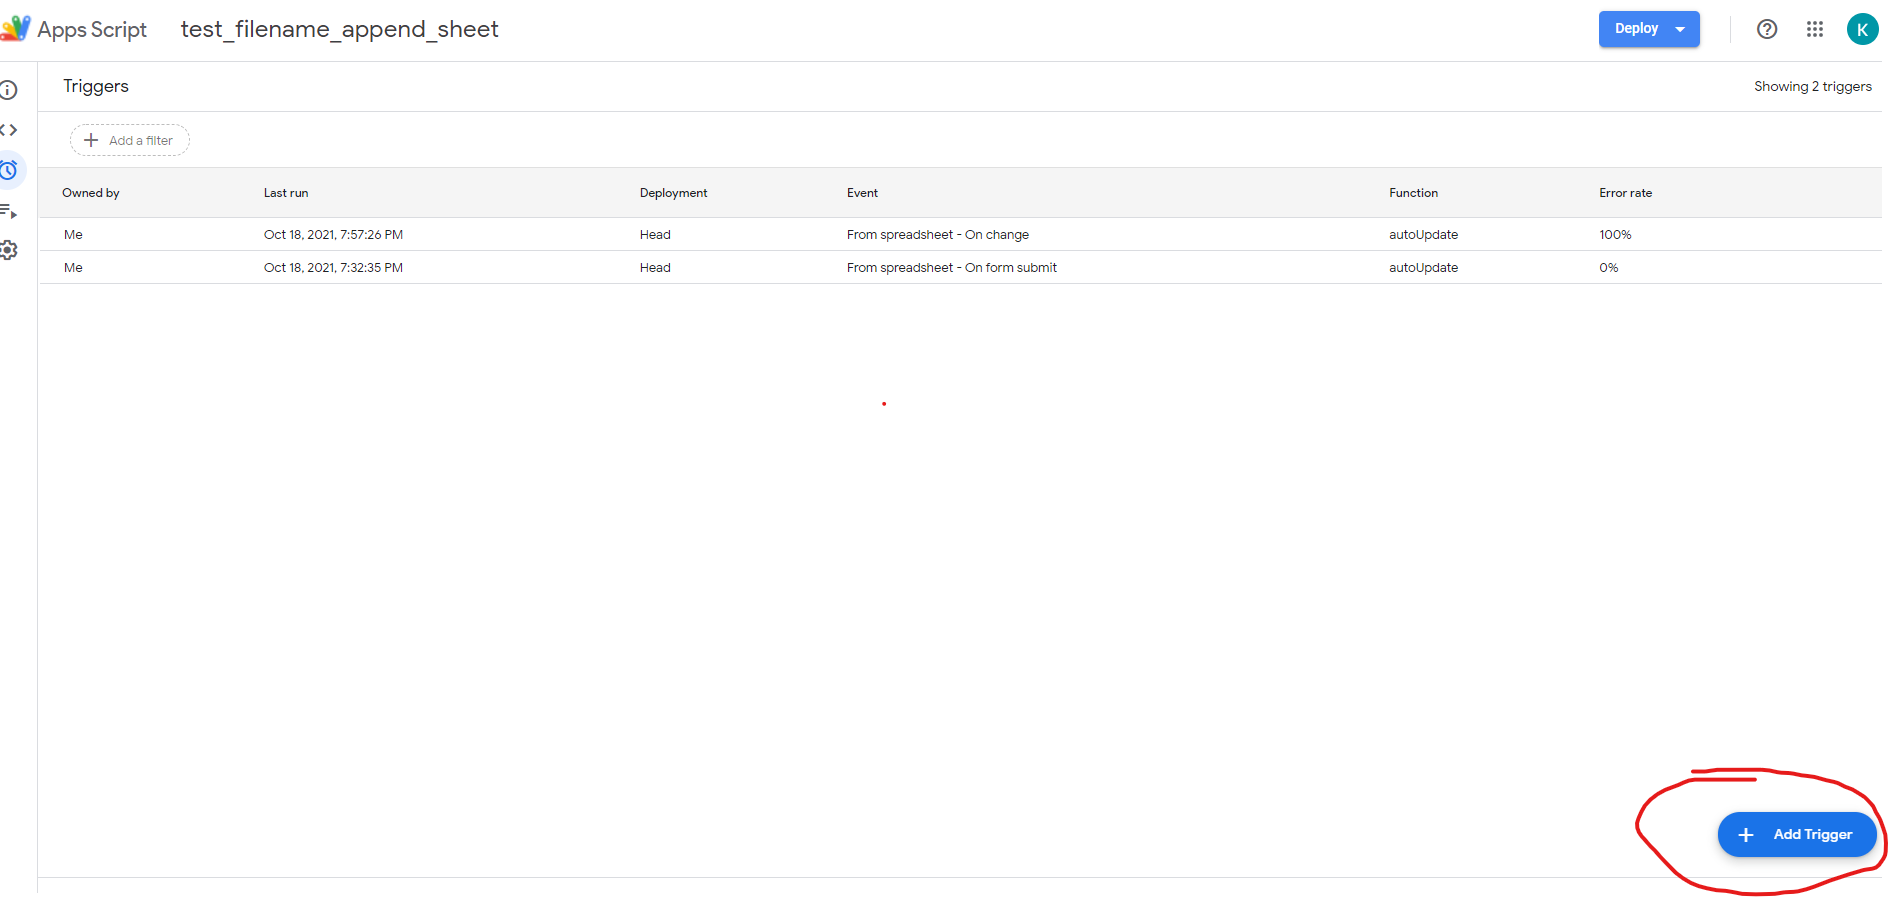 Apps Script test_filename_append_sheet Deploy K
Triggers Showing 2 triggers
Add a filter
Owned by Last run Deployment Event Function Error rate
Me Oct 18, 2021, 7:57:26 PM Head From spreadsheet - On change autoUpdate 100%
Me Oct 18, 2021, 7:32:35 PM Head From spreadsheet - On form submit autoUpdate 0%
Add Trigger